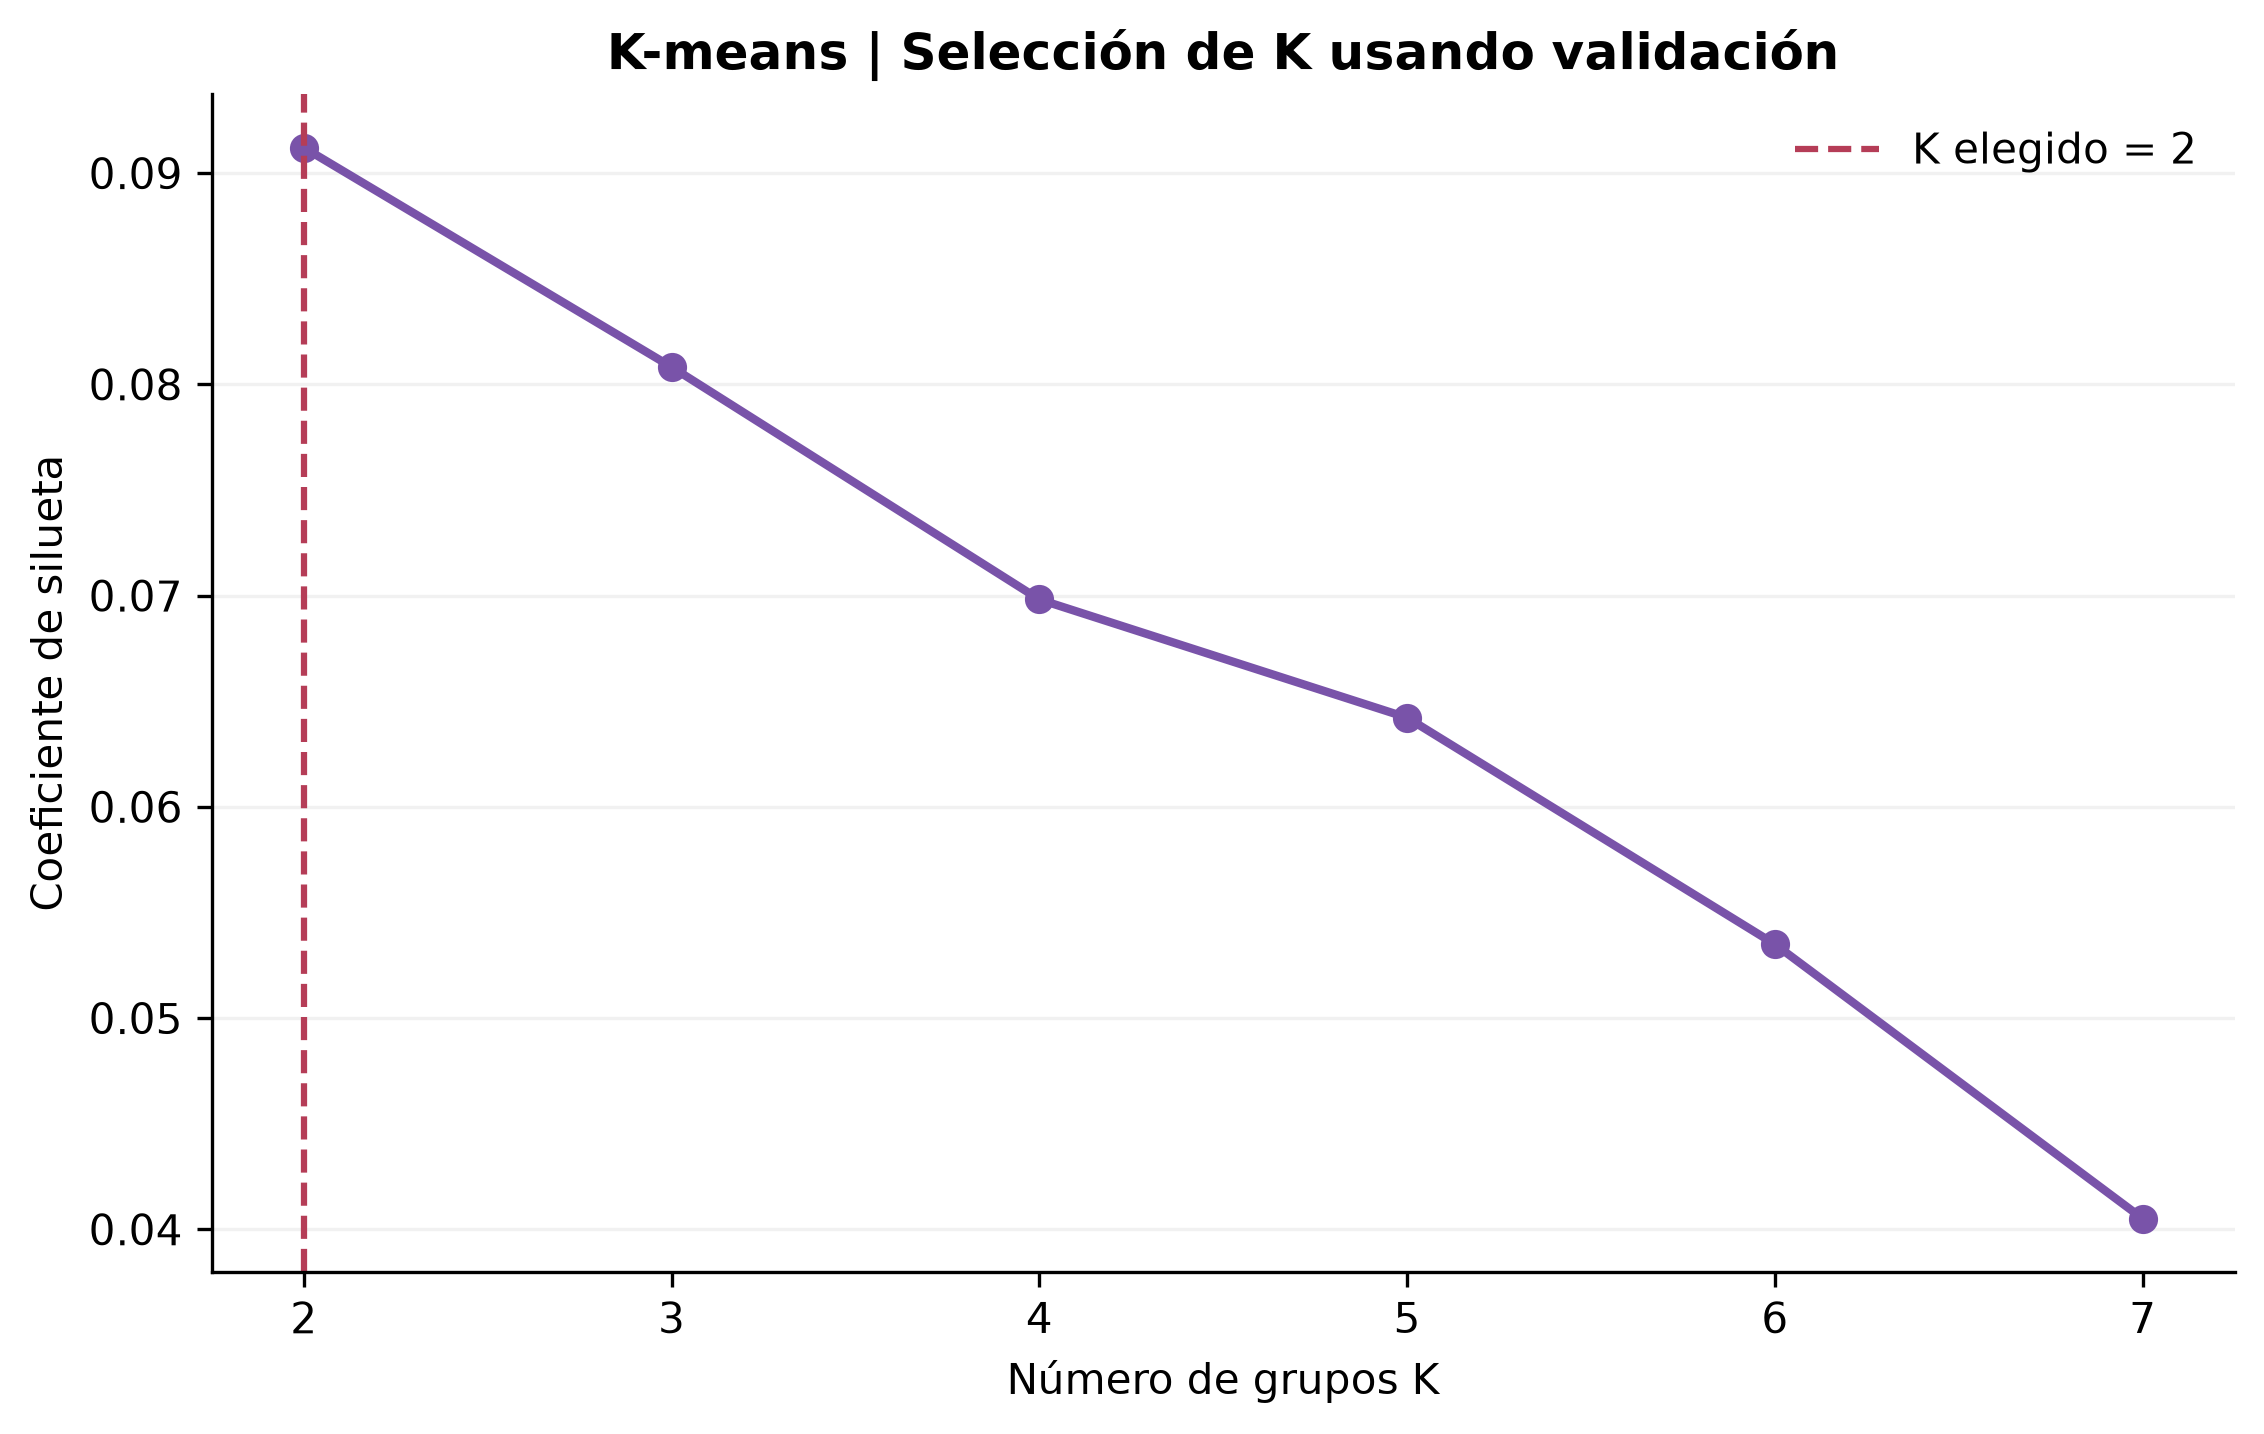 K-means | Selección de K usando validación
K elegido = 2
Coeficiente de silueta
0.09
0.08
0.07
0.06
0.05
0.04
2 3 4 5 6 7
Número de grupos K